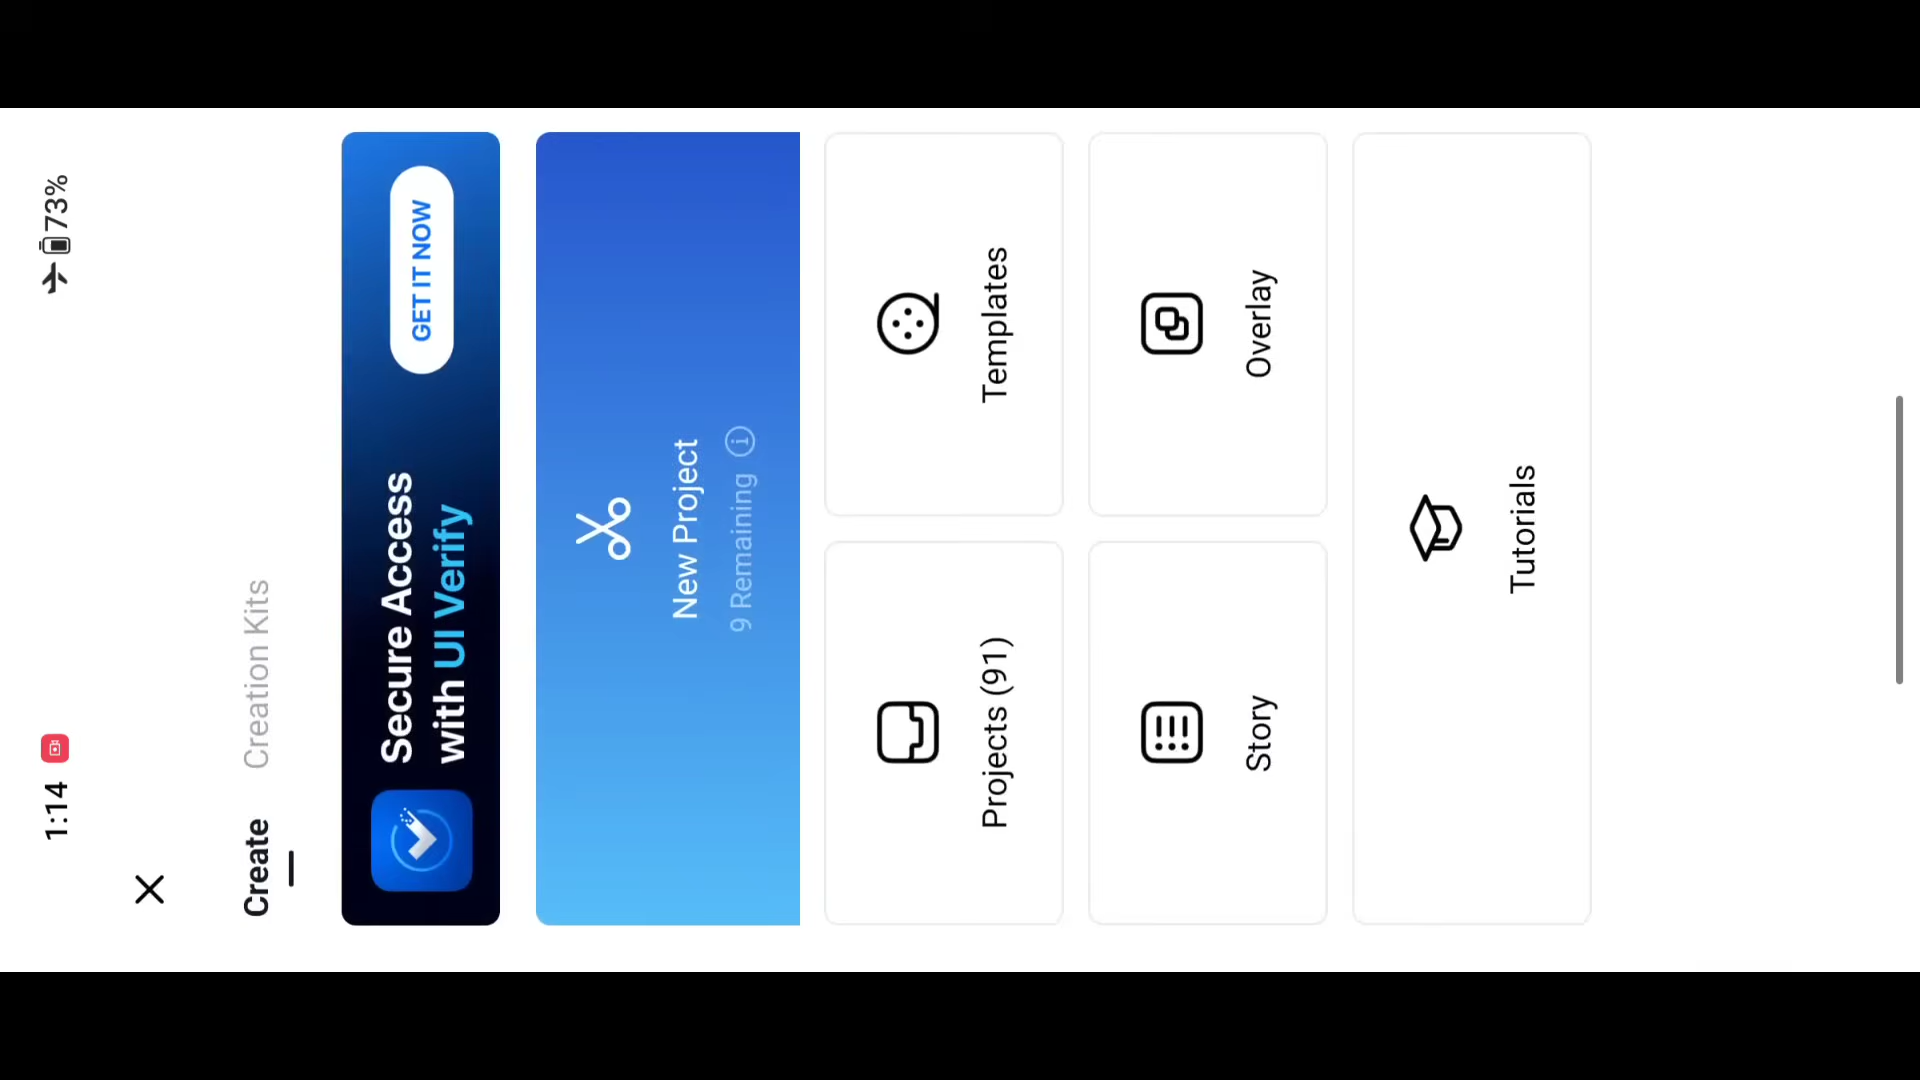 1:14
73%
Create
Creation Kits
Secure Access
with UI Verify
GET IT NOW
New Project
9 Remaining
Projects (91)
Templates
Story
Overlay
Tutorials